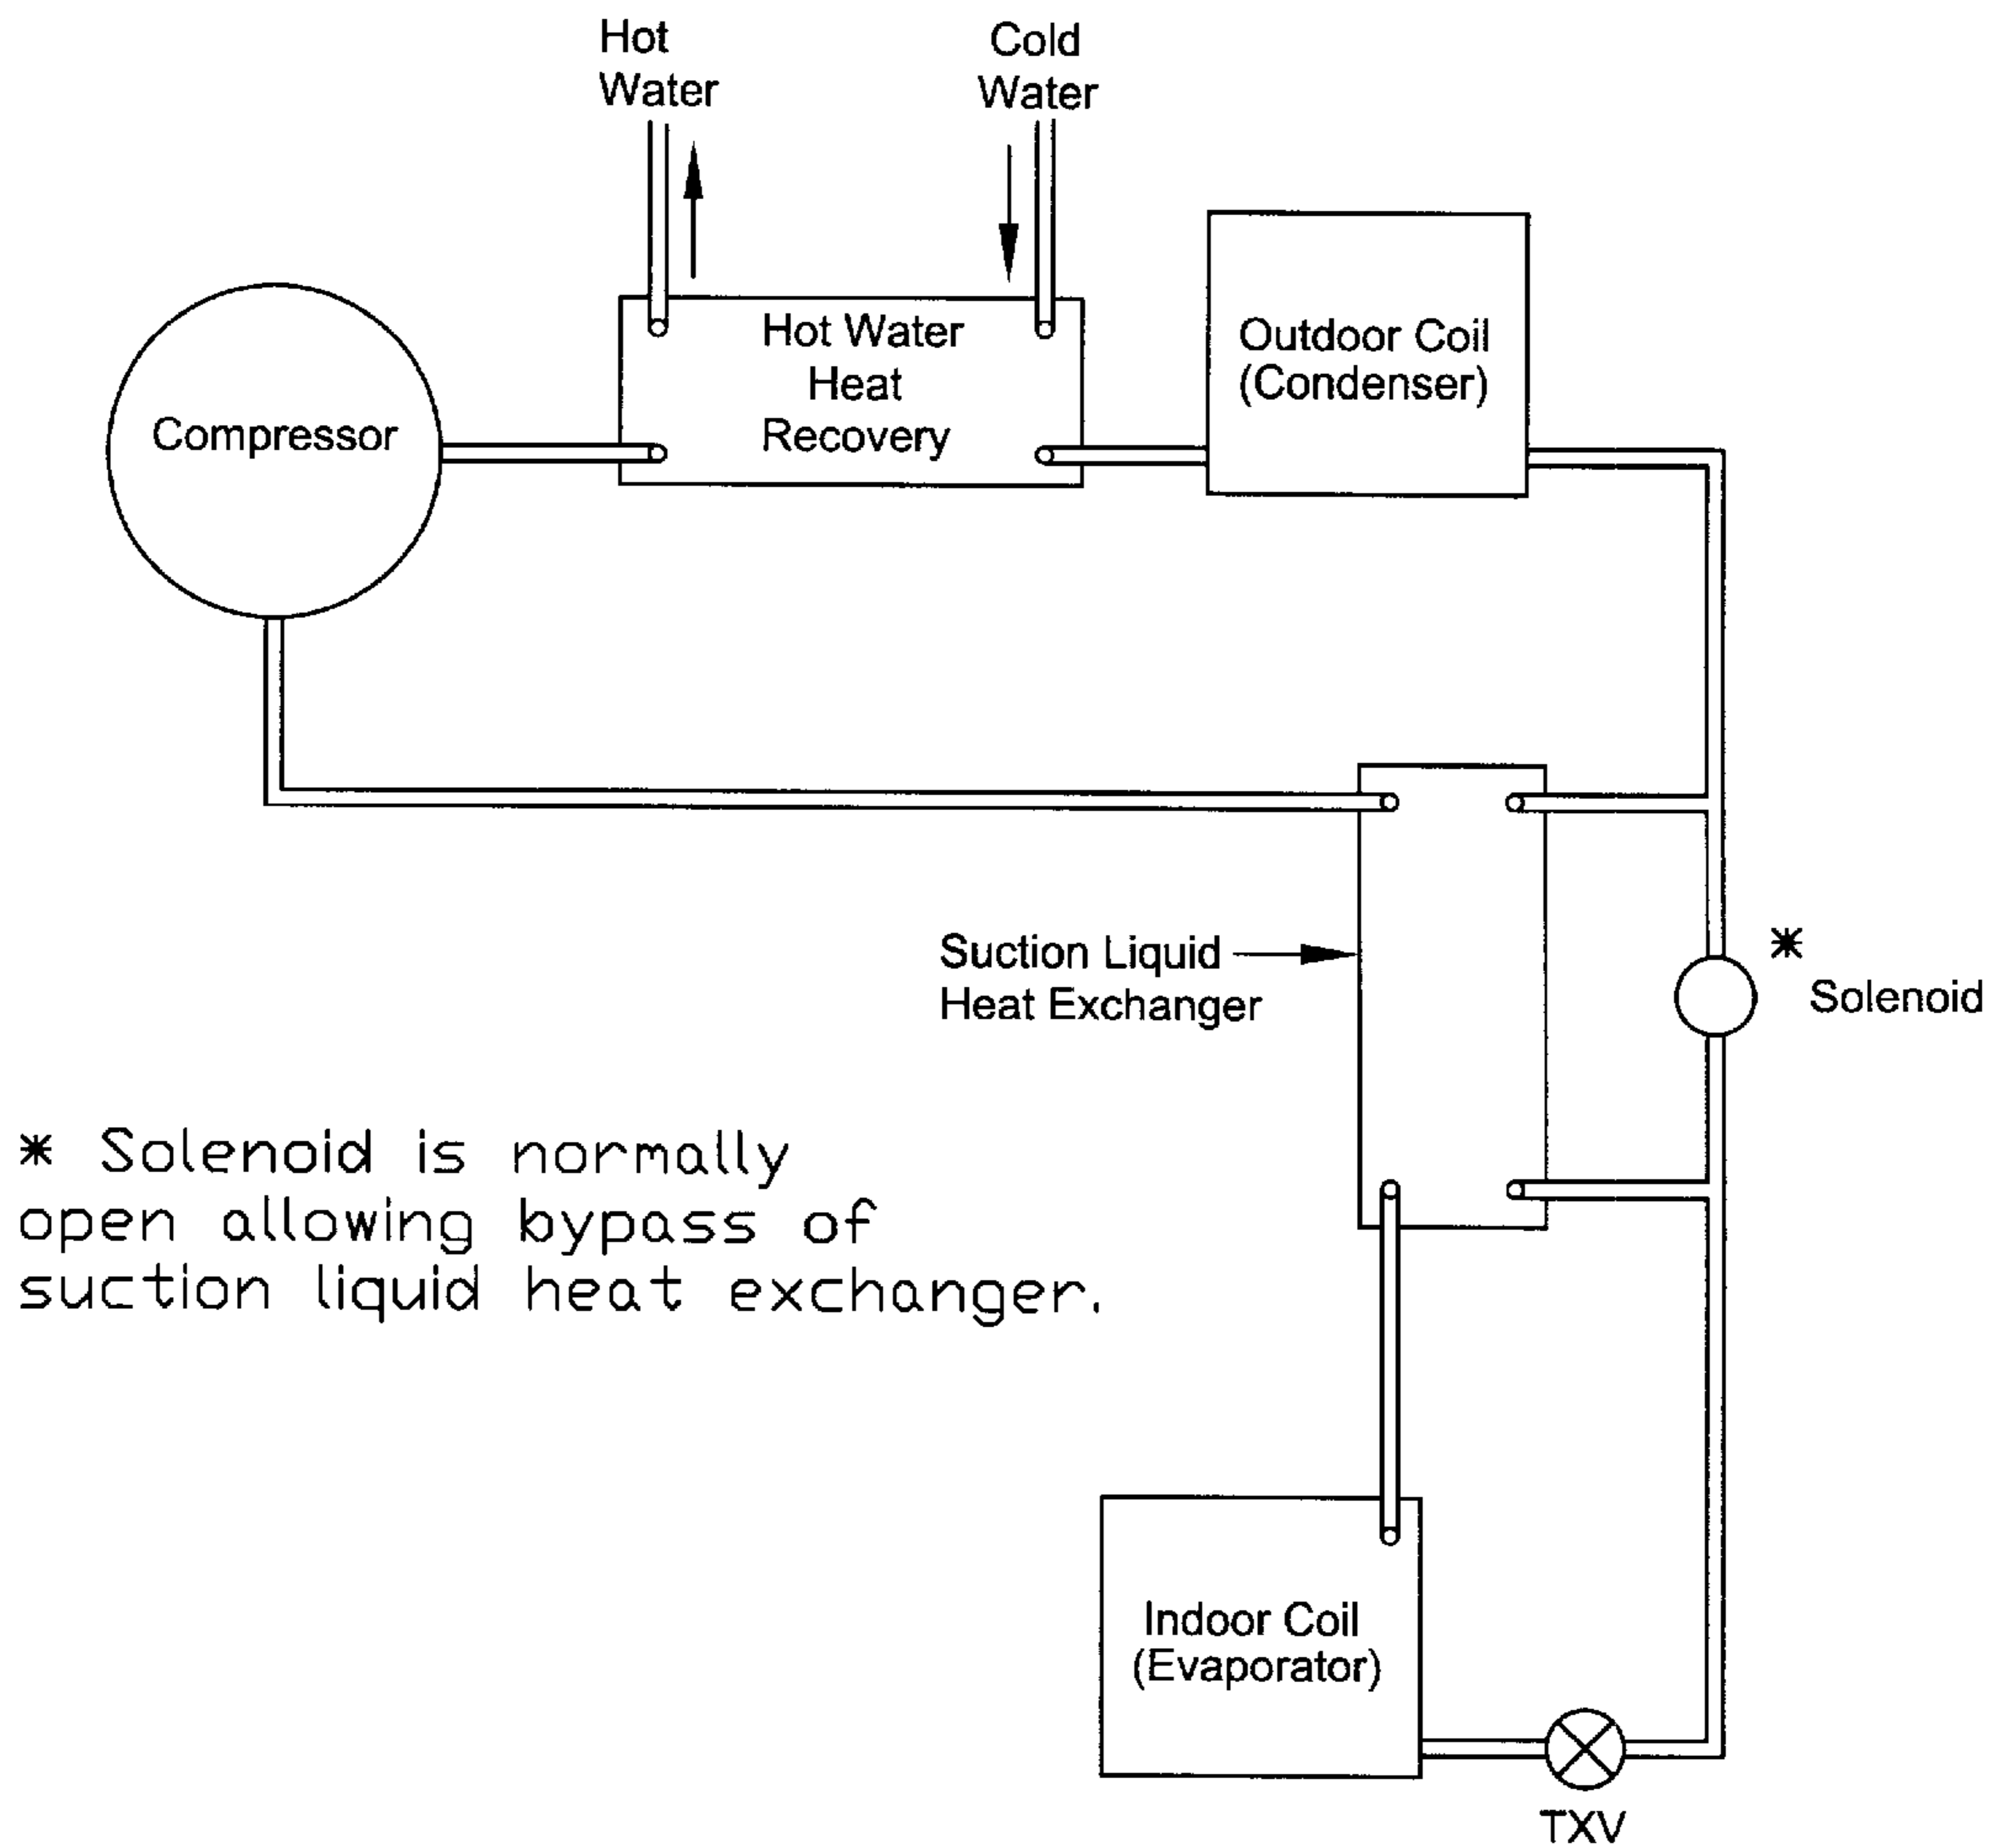 Hot
Water
Cold
Water
Hot Water
Heat
Recovery
Outdoor Coil
(Condenser)
Compressor
Suction Liquid
Heat Exchanger
*
Solenoid
* Solenoid is normally
open allowing bypass of
suction liquid heat exchanger.
Indoor Coil
(Evaporator)
TXV